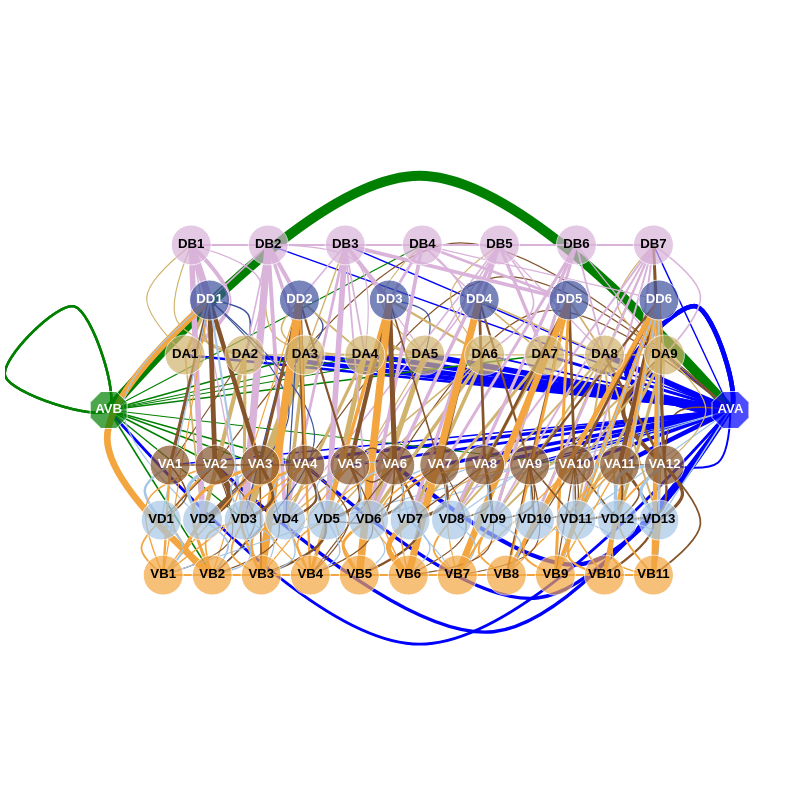 DB1 DB2 DB3 DB4 DB5 DB6 DB7
DD1 DD2 DD3 DD4 DD5 DD6
DA1 DA2 DA3 DA4 DA5 DA6 DA7 DA8 DA9
AVB AVA
VA1 VA2 VA3 VA4 VA5 VA6 VA7 VA8 VA9 VA10 VA11 VA12
VD1 VD2 VD3 VD4 VD5 VD6 VD7 VD8 VD9 VD10 VD11 VD12 VD13
VB1 VB2 VB3 VB4 VB5 VB6 VB7 VB8 VB9 VB10 VB11